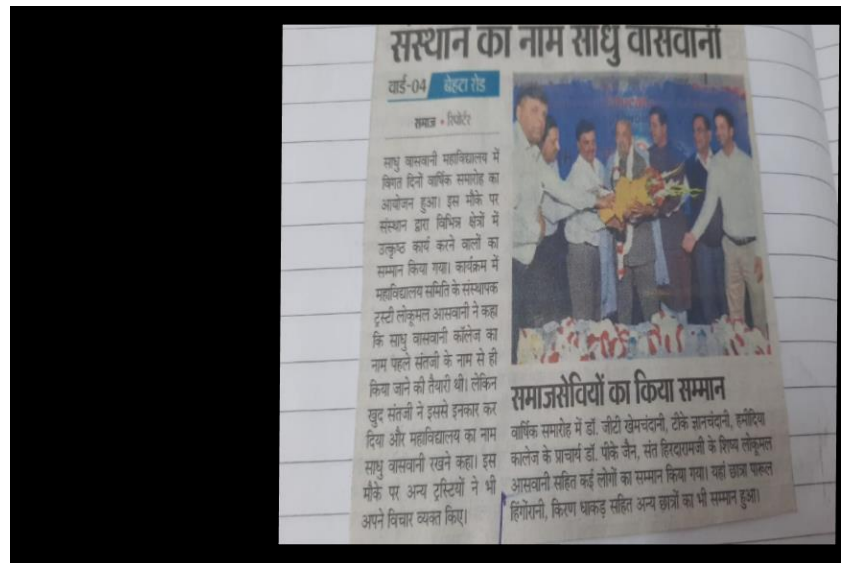 संस्थान का नाम साधु वासवानी
वार्ड-04 बेहटा रोड
समाज • रिपोर्टर
साधु वासवानी महाविद्यालय में
विगत दिनों वार्षिक समारोह का
आयोजन हुआ। इस मौके पर
संस्थान द्वारा विभिन्न क्षेत्रों में
उत्कृष्ठ कार्य करने वालों का
सम्मान किया गया। कार्यक्रम में
महाविद्यालय समिति के संस्थापक
ट्रस्टी लोकूमल आसवानी ने कहा
कि साधु वासवानी कॉलेज का
नाम पहले संतजी के नाम से ही
किया जाने की तैयारी थी। लेकिन
खुद संतजी ने इससे इनकार कर
दिया और महाविद्यालय का नाम
साधु वासवानी रखने कहा। इस
मौके पर अन्य ट्रस्टियों ने भी
अपने विचार व्यक्त किए।
समाजसेवियों का किया सम्मान
वार्षिक समारोह में डॉ. जीटी खेमचंदानी, टीके ज्ञानचंदानी, हमीदिया
कालेज के प्राचार्य डॉ. पीके जैन, संत हिरदारामजी के शिष्य लोकूमल
आसवानी सहित कई लोगों का सम्मान किया गया। यहां छात्रा पारूल
हिंगोरानी, किरण धाकड़ सहित अन्य छात्रों का भी सम्मान हुआ।